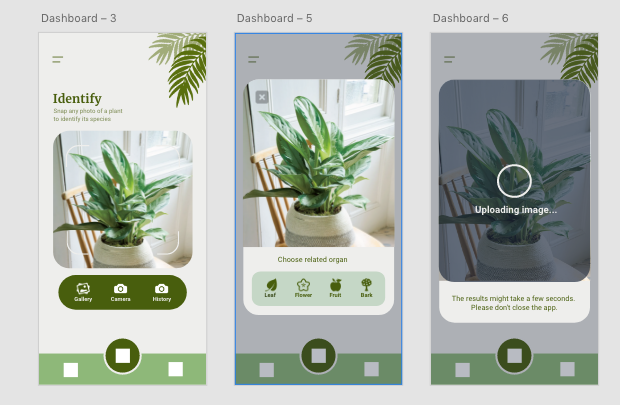 Dashboard – 3
Identify
Snap any photo of a plant
to identify its species
Gallery
Camera
History
Dashboard – 5
Choose related organ
Leaf
Flower
Fruit
Bark
Dashboard – 6
Uploading image...
The results might take a few seconds.
Please don't close the app.